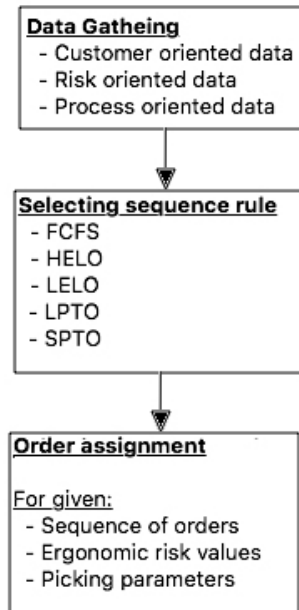 Data Gatheing
- Customer oriented data
- Risk oriented data
- Process oriented data
Selecting sequence rule
- FCFS
- HELO
- LELO
- LPTO
- SPTO
Order assignment
For given:
- Sequence of orders
- Ergonomic risk values
- Picking parameters